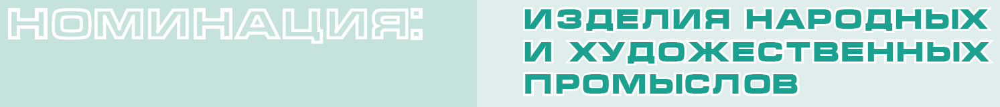 НОМИНАЦИЯ:
ИЗДЕЛИЯ НАРОДНЫХ
И ХУДОЖЕСТВЕННЫХ
ПРОМЫСЛОВ